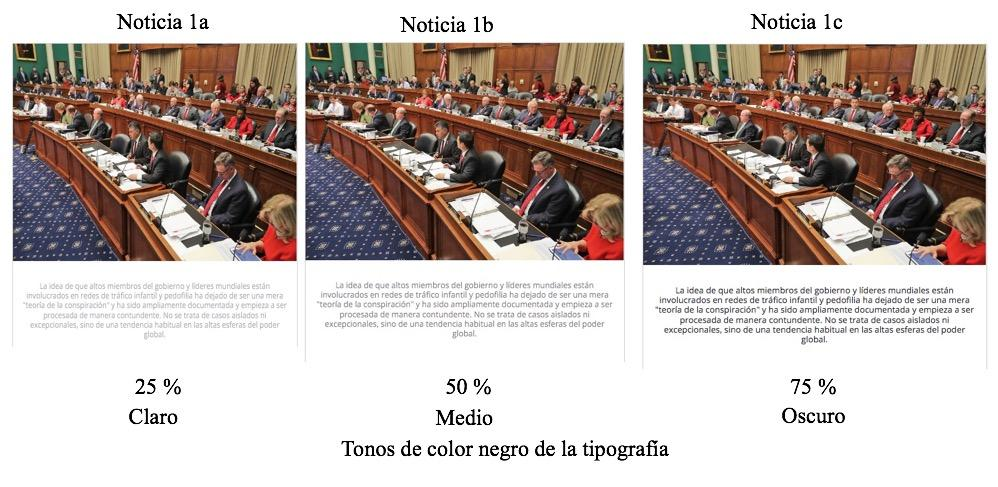 Noticia 1a
Noticia 1b
Noticia 1c
La idea de que altos miembros del gobierno y líderes mundiales están
involucrados en redes de tráfico infantil y pedofilia ha dejado de ser una mera
"teoría de la conspiración" y ha sido ampliamente documentada y empieza a ser
procesada de manera contundente. No se trata de casos aislados ni
excepcionales, sino de una tendencia habitual en las altas esferas del poder
global.
La idea de que altos miembros del gobierno y líderes mundiales están
involucrados en redes de tráfico infantil y pedofilia ha dejado de ser una mera
"teoría de la conspiración" y ha sido ampliamente documentada y empieza a ser
procesada de manera contundente. No se trata de casos aislados ni
excepcionales, sino de una tendencia habitual en las altas esferas del poder
global.
La idea de que altos miembros del gobierno y líderes mundiales están
involucrados en redes de tráfico infantil y pedofilia ha dejado de ser una mera
"teoría de la conspiración" y ha sido ampliamente documentada y empieza a ser
procesada de manera contundente. No se trata de casos aislados ni
excepcionales, sino de una tendencia habitual en las altas esferas del poder
global.
25 %
50 %
75 %
Claro
Medio
Oscuro
Tonos de color negro de la tipografía